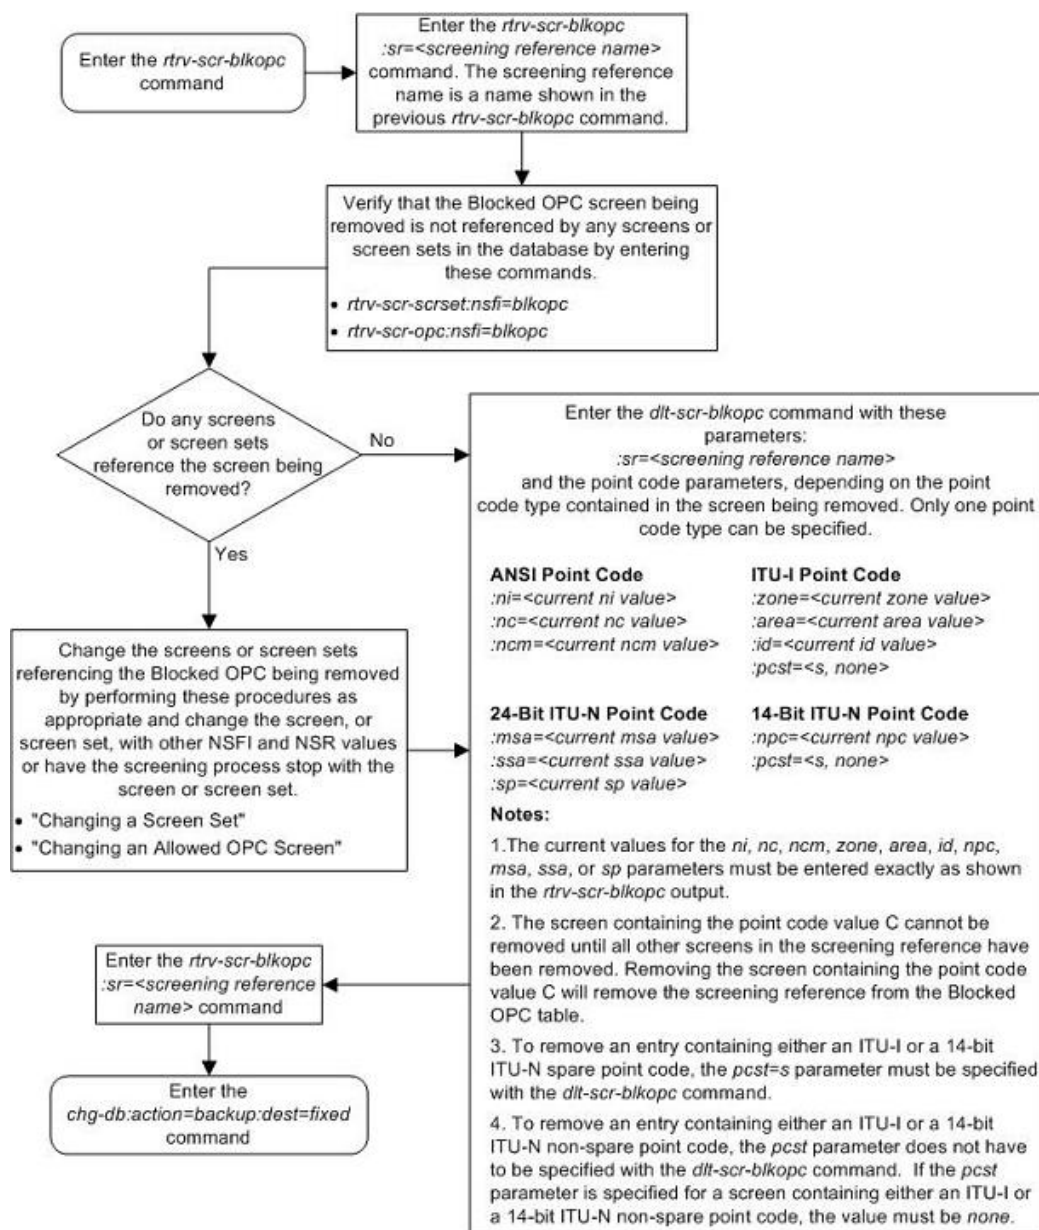 Enter the rtrv-scr-blkopc
command
Enter the rtrv-scr-blkopc
:sr=<screening reference name>
command. The screening reference
name is a name shown in the
previous rtrv-scr-blkopc command.
Verify that the Blocked OPC screen being
removed is not referenced by any screens or
screen sets in the database by entering
these commands.
• rtrv-scr-scrset:nsfi=blkopc
• rtrv-scr-opc:nsfi=blkopc
Do any screens
or screen sets
reference the screen being
removed?
No
Yes
Change the screens or screen sets
referencing the Blocked OPC being removed
by performing these procedures as
appropriate and change the screen, or
screen set, with other NSFI and NSR values
or have the screening process stop with the
screen or screen set.
• "Changing a Screen Set"
• "Changing an Allowed OPC Screen"
Enter the dlt-scr-blkopc command with these
parameters:
:sr=<screening reference name>
and the point code parameters, depending on the point
code type contained in the screen being removed. Only one point
code type can be specified.
ANSI Point Code
:ni=<current ni value>
:nc=<current nc value>
:ncm=<current ncm value>
ITU-I Point Code
:zone=<current zone value>
:area=<current area value>
:id=<current id value>
:pcst=<s, none>
24-Bit ITU-N Point Code
:msa=<current msa value>
:ssa=<current ssa value>
:sp=<current sp value>
14-Bit ITU-N Point Code
:npc=<current npc value>
:pcst=<s, none>
Notes:
1.The current values for the ni, nc, ncm, zone, area, id, npc,
msa, ssa, or sp parameters must be entered exactly as shown
in the rtrv-scr-blkopc output.
2. The screen containing the point code value C cannot be
removed until all other screens in the screening reference have
been removed. Removing the screen containing the point code
value C will remove the screening reference from the Blocked
OPC table.
3. To remove an entry containing either an ITU-I or a 14-bit
ITU-N spare point code, the pcst=s parameter must be specified
with the dlt-scr-blkopc command.
4. To remove an entry containing either an ITU-I or a 14-bit
ITU-N non-spare point code, the pcst parameter does not have
to be specified with the dlt-scr-blkopc command. If the pcst
parameter is specified for a screen containing either an ITU-I or
a 14-bit ITU-N non-spare point code, the value must be none.
Enter the rtrv-scr-blkopc
:sr=<screening reference
name> command
Enter the
chg-db:action=backup:dest=fixed
command